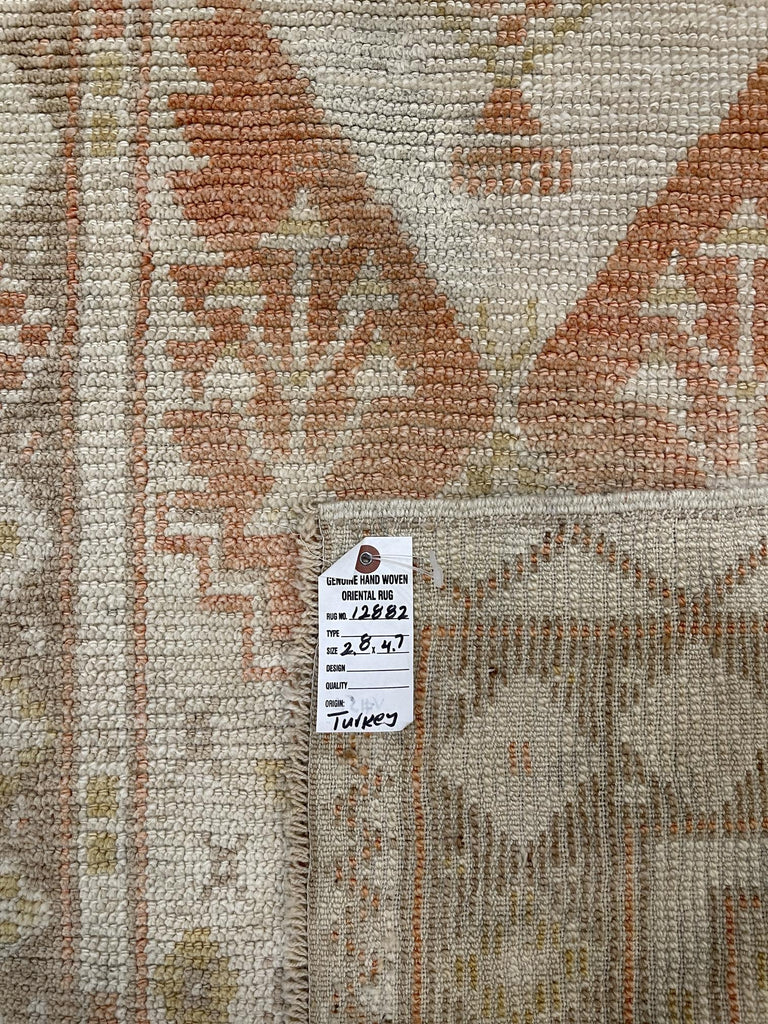 GENUINE HAND WOVEN
ORIENTAL RUG
RUG NO. 12882
TYPE
SIZE 2.8 x 4.7
DESIGN
QUALITY
ORIGIN:
Turkey